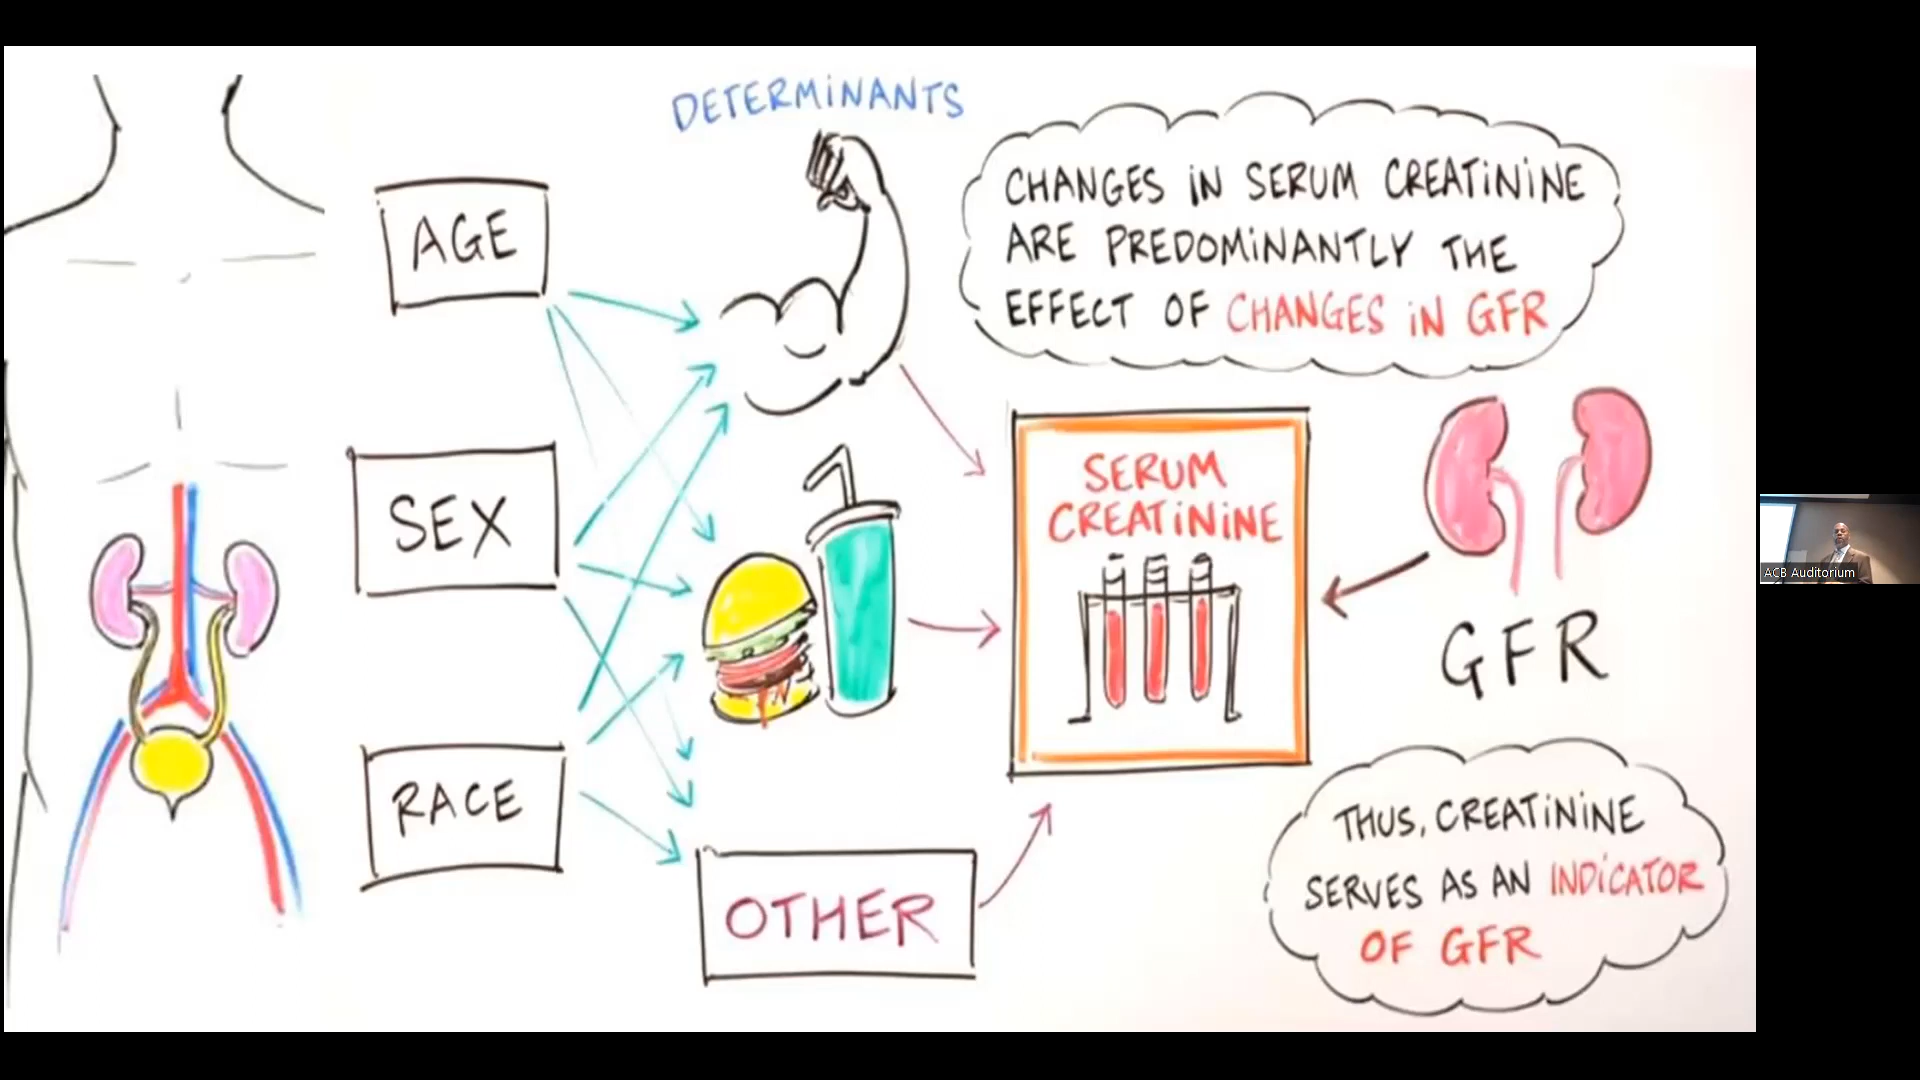 DETERMINANTS
AGE
SEX
RACE
OTHER
CHANGES IN SERUM CREATININE
ARE PREDOMINANTLY THE
EFFECT OF CHANGES IN GFR
SERUM
CREATININE
GFR
THUS, CREATININE
SERVES AS AN INDICATOR
OF GFR
ACB Auditorium